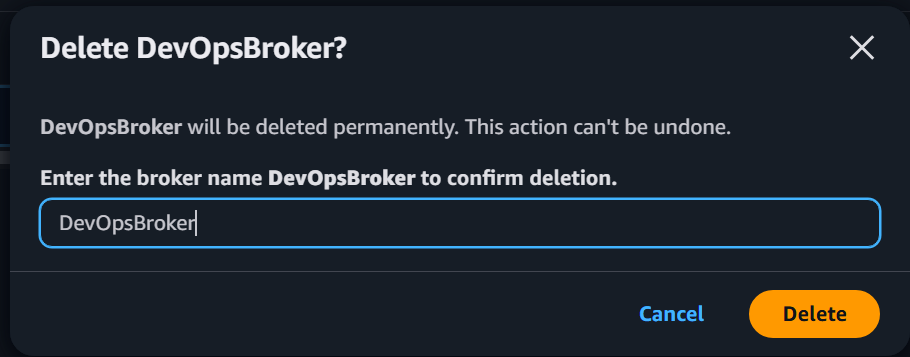 Delete DevOpsBroker?
DevOpsBroker will be deleted permanently. This action can't be undone.
Enter the broker name DevOpsBroker to confirm deletion.
DevOpsBroker
Cancel Delete